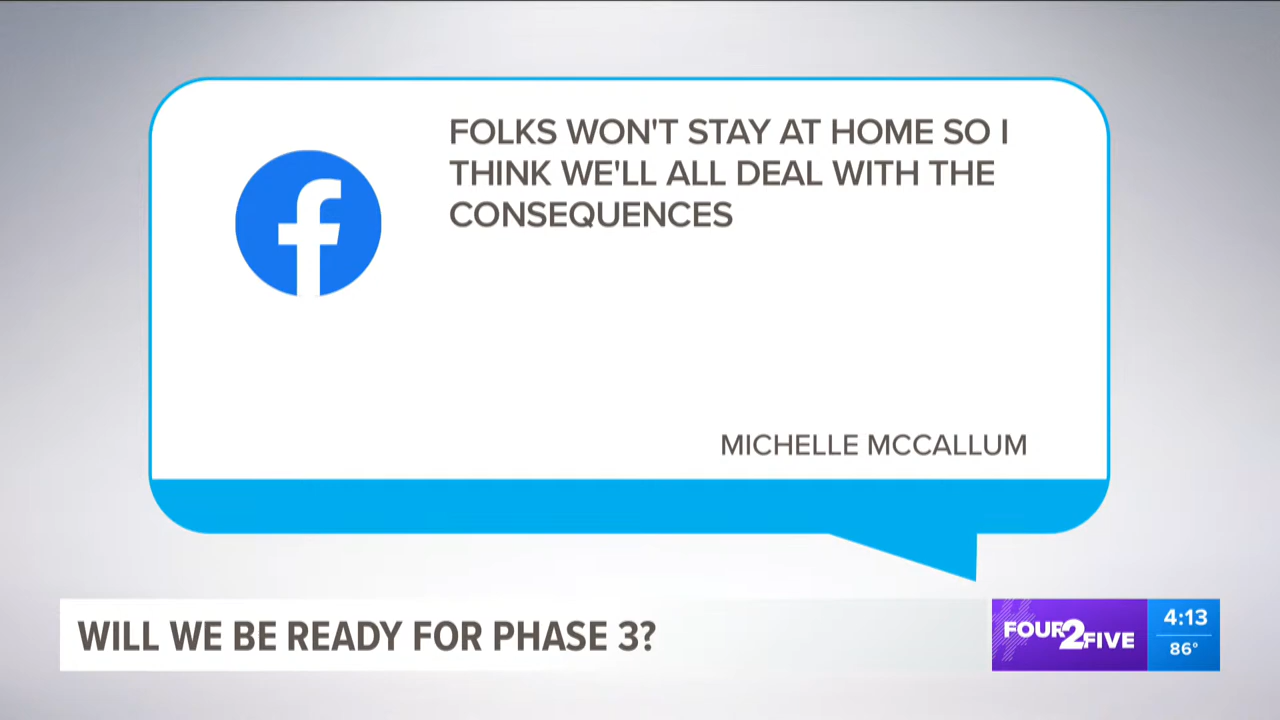 FOLKS WON'T STAY AT HOME SO I
THINK WE'LL ALL DEAL WITH THE
CONSEQUENCES
MICHELLE MCCALLUM
WILL WE BE READY FOR PHASE 3?
FOUR2FIVE
4:13
86°